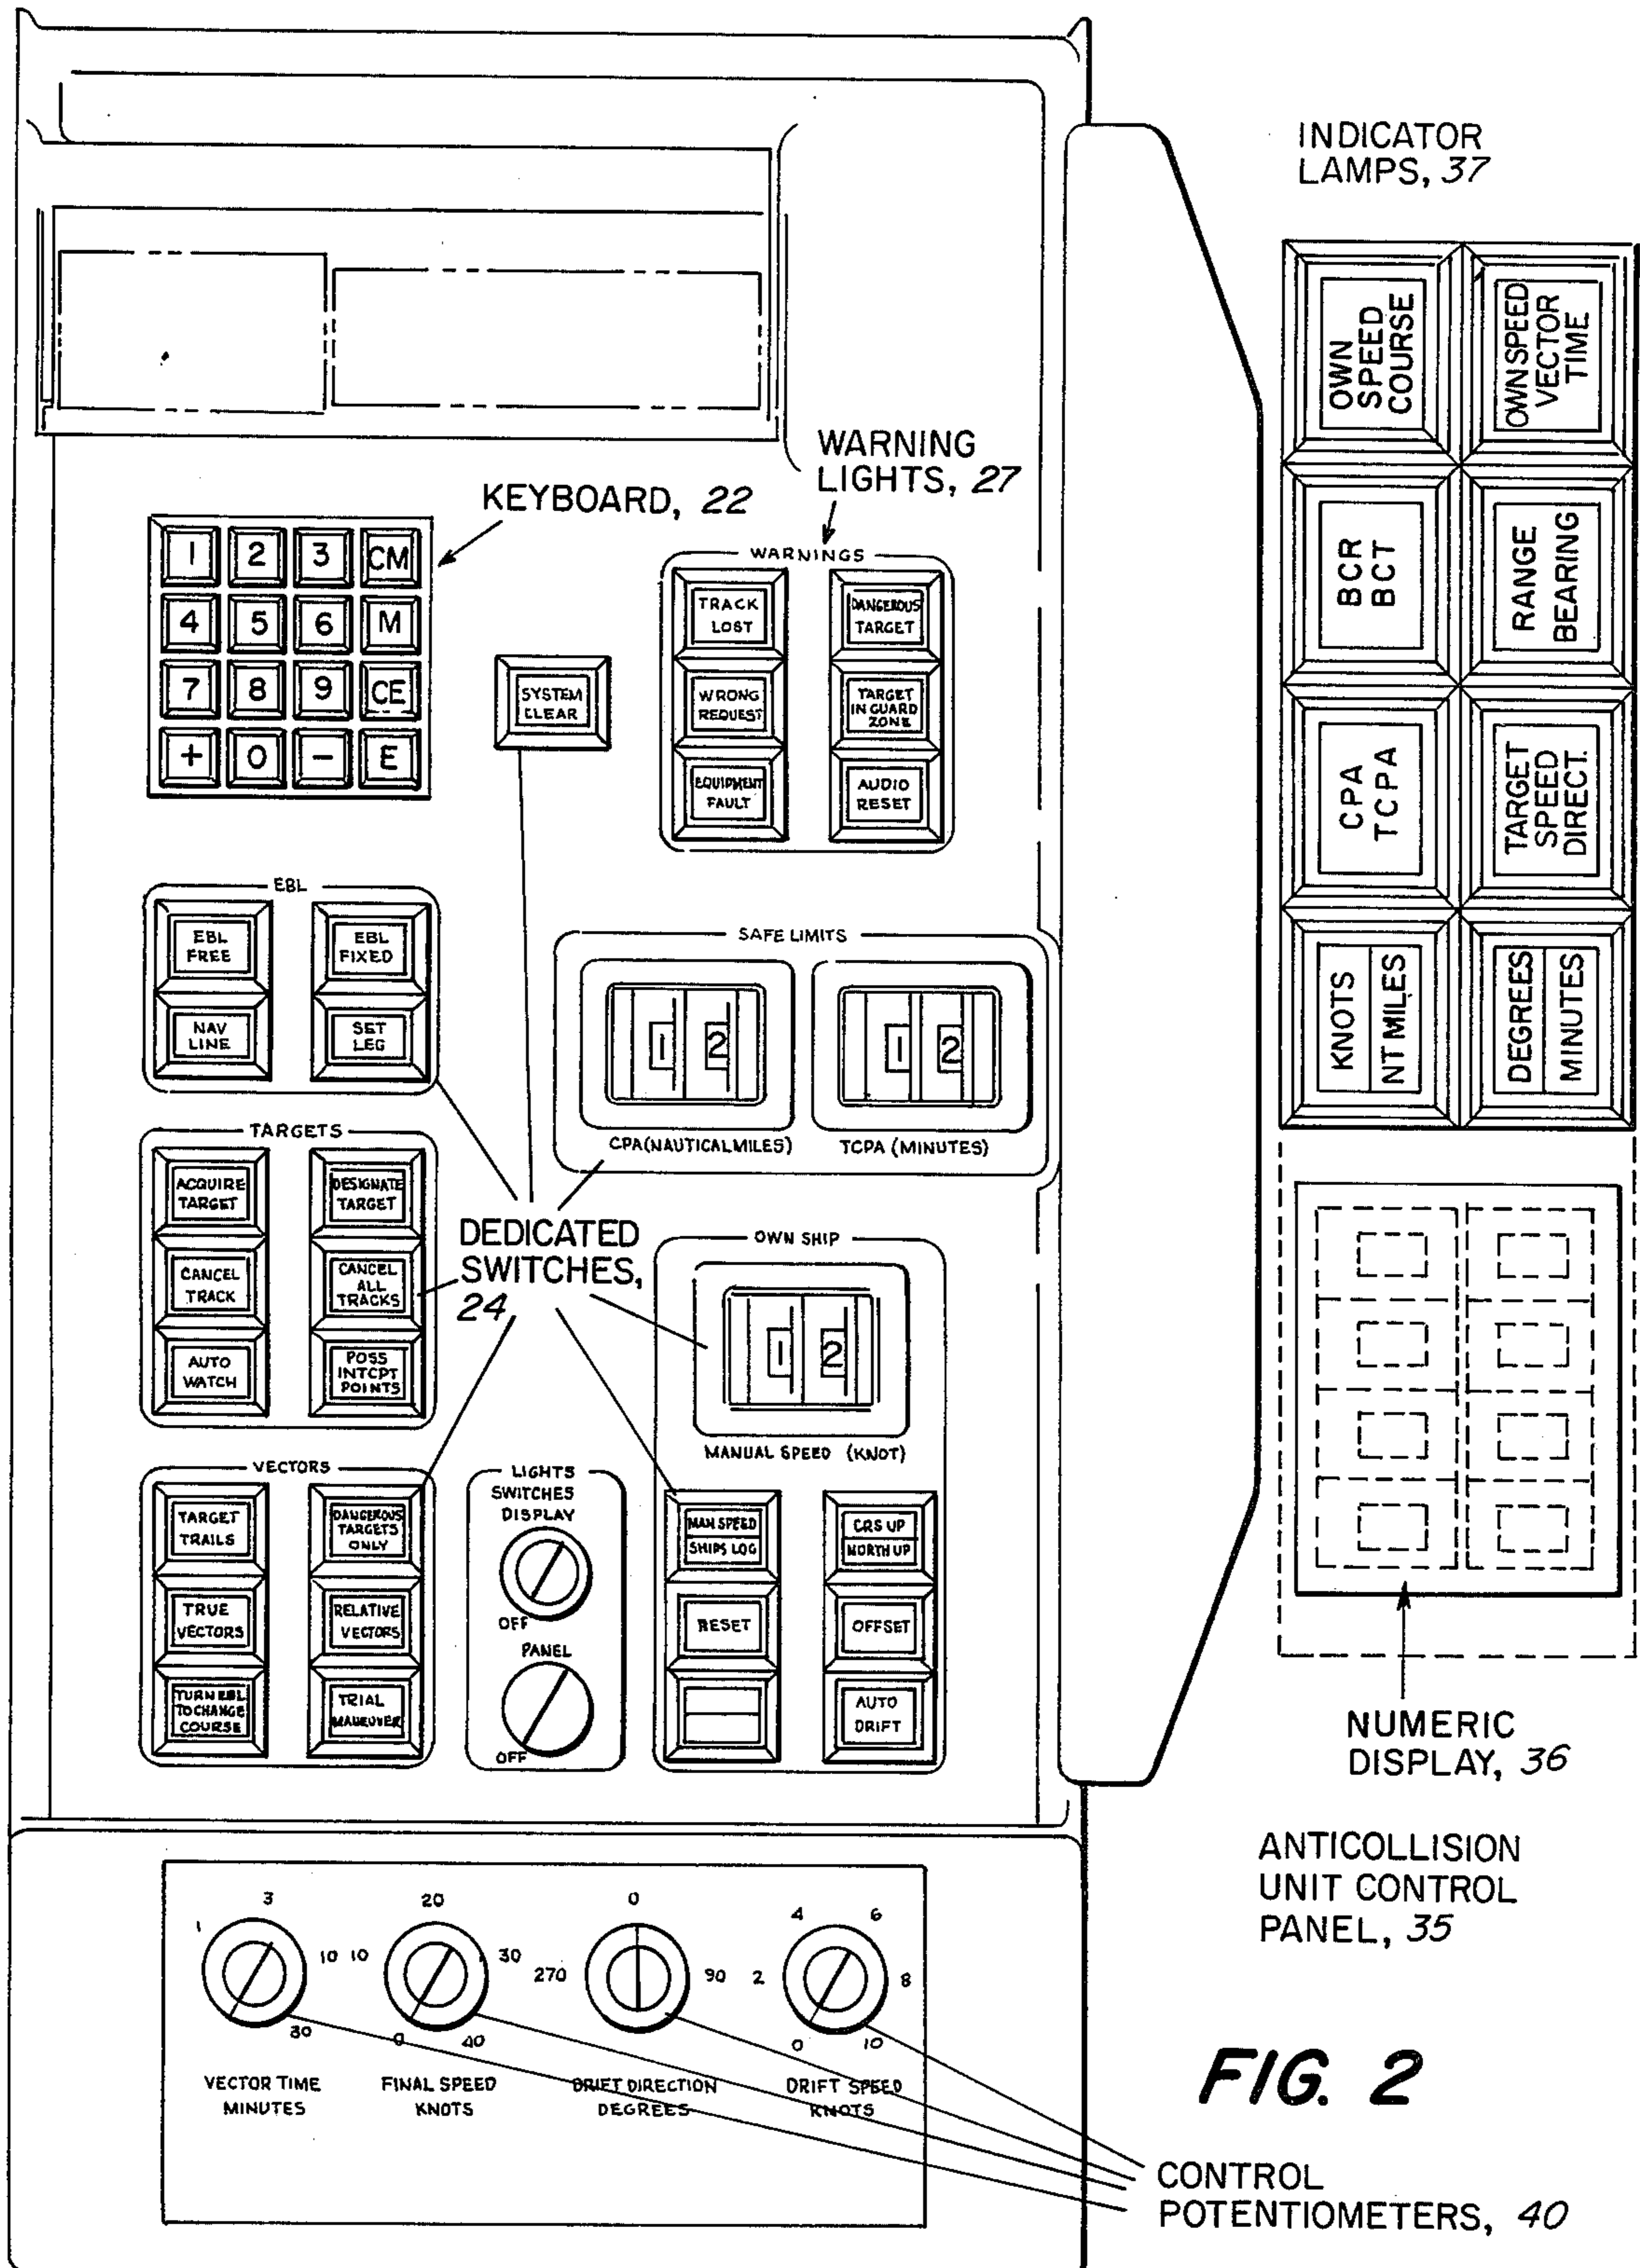 INDICATOR
LAMPS, 37
OWN
SPEED
COURSE
OWN SPEED
VECTOR
TIME
BCR
BCT
RANGE
BEARING
CPA
TCPA
TARGET
SPEED
DIRECT.
KNOTS
NT MILES
DEGREES
MINUTES
WARNING
LIGHTS, 27
KEYBOARD, 22
1 2 3 CM
4 5 6 M
7 8 9 CE
+ 0 - E
SYSTEM
CLEAR
WARNINGS
TRACK
LOST
DANGEROUS
TARGET
WRONG
REQUEST
TARGET
IN GUARD
ZONE
EQUIPMENT
FAULT
AUDIO
RESET
EBL
EBL
FREE
EBL
FIXED
NAV
LINE
SET
LEG
SAFE LIMITS
1 2
1 2
CPA (NAUTICAL MILES)
TCPA (MINUTES)
TARGETS
ACQUIRE
TARGET
DESIGNATE
TARGET
CANCEL
TRACK
CANCEL
ALL
TRACKS
AUTO
WATCH
POSS
INTCPT
POINTS
DEDICATED
SWITCHES,
24
OWN SHIP
1 2
MANUAL SPEED (KNOT)
MAN SPEED
SHIPS LOG
CRS UP
NORTH UP
RESET
OFFSET
AUTO
DRIFT
VECTORS
TARGET
TRAILS
DANGEROUS
TARGETS
ONLY
TRUE
VECTORS
RELATIVE
VECTORS
TURN EBL
TO CHANGE
COURSE
TRIAL
MANEUVER
LIGHTS
SWITCHES
DISPLAY
OFF
PANEL
OFF
NUMERIC
DISPLAY, 36
ANTICOLLISION
UNIT CONTROL
PANEL, 35
1 3 10 30
VECTOR TIME
MINUTES
0 10 20 30 40
FINAL SPEED
KNOTS
270 0 90
DRIFT DIRECTION
DEGREES
0 2 4 6 8 10
DRIFT SPEED
KNOTS
FIG. 2
CONTROL
POTENTIOMETERS, 40